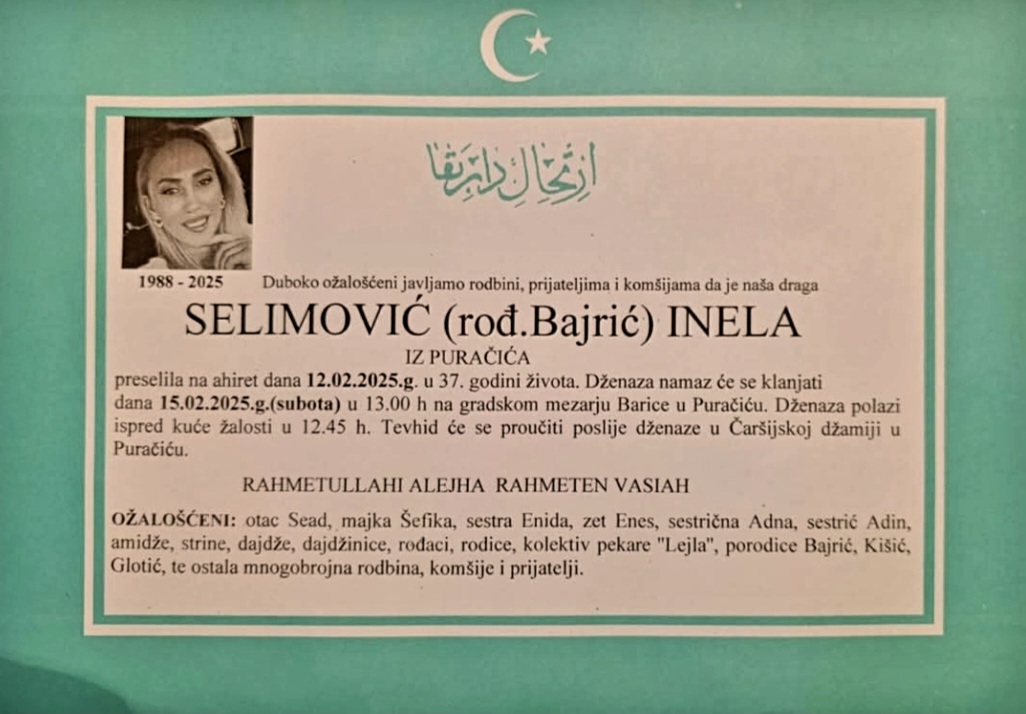 ارتحال دار بقا
1988 - 2025
Duboko ožalošćeni javljamo rodbini, prijateljima i komšijama da je naša draga
SELIMOVIĆ (rođ.Bajrić) INELA
IZ PURAČIĆA
preselila na ahiret dana 12.02.2025.g. u 37. godini života. Dženaza namaz će se klanjati
dana 15.02.2025.g.(subota) u 13.00 h na gradskom mezarju Barice u Puračiću. Dženaza polazi
ispred kuće žalosti u 12.45 h. Tevhid će se proučiti poslije dženaze u Čaršijskoj džamiji u
Puračiću.
RAHMETULLAHI ALEJHA RAHMETEN VASIAH
OŽALOŠĆENI: otac Sead, majka Šefika, sestra Enida, zet Enes, sestrična Adna, sestrić Adin,
amidže, strine, dajdže, dajdžinice, rođaci, rodice, kolektiv pekare "Lejla", porodice Bajrić, Kišić,
Glotić, te ostala mnogobrojna rodbina, komšije i prijatelji.